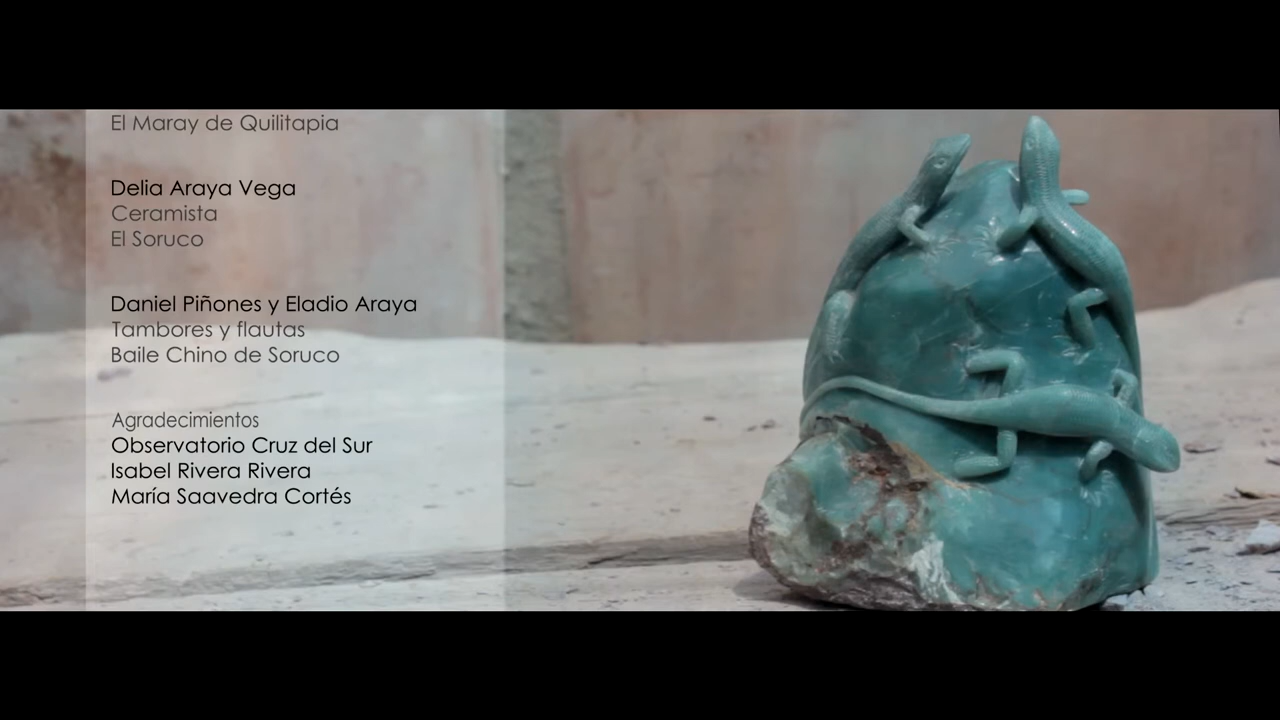 El Maray de Quilitapia
Delia Araya Vega
Ceramista
El Soruco
Daniel Piñones y Eladio Araya
Tambores y flautas
Baile Chino de Soruco
Agradecimientos
Observatorio Cruz del Sur
Isabel Rivera Rivera
María Saavedra Cortés